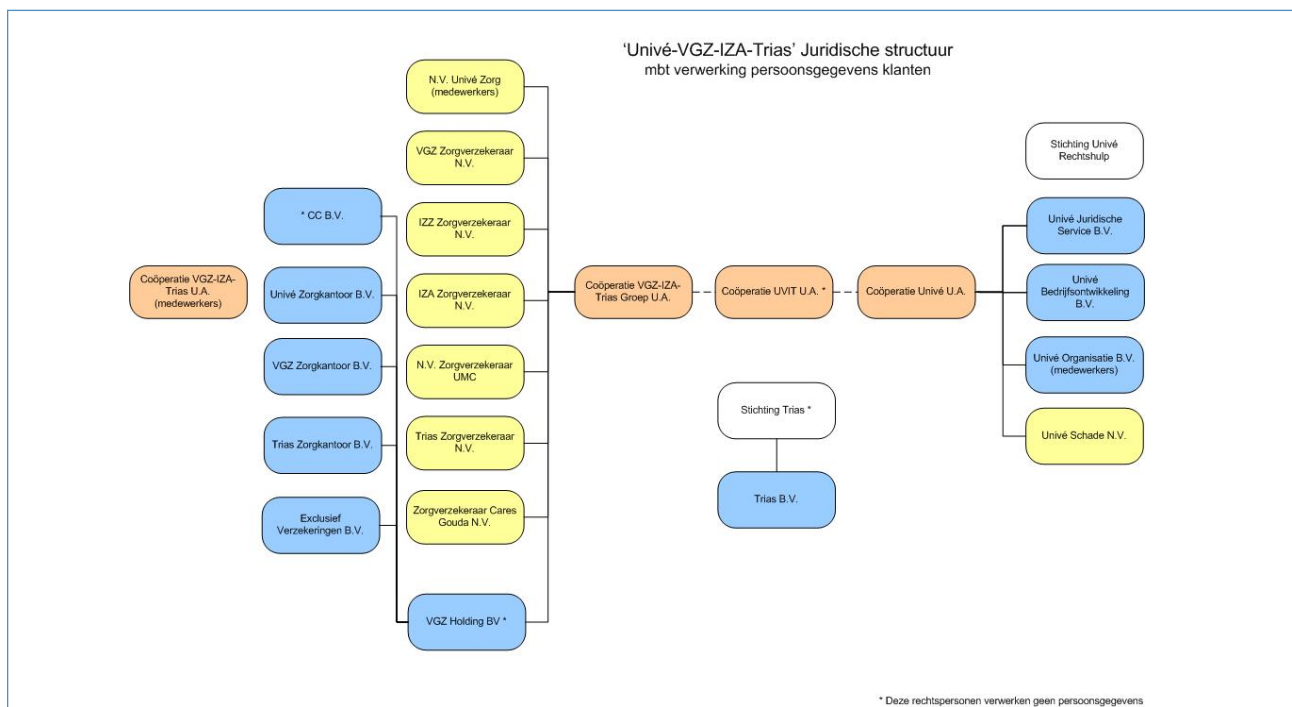 ‘Univé-VGZ-IZA-Trias’ Juridische structuur
mbt verwerking persoonsgegevens klanten
Coöperatie VGZ-IZA-
Trias U.A.
(medewerkers)
* CC B.V.
Univé Zorgkantoor B.V.
VGZ Zorgkantoor B.V.
Trias Zorgkantoor B.V.
Exclusief
Verzekeringen B.V.
N.V. Univé Zorg
(medewerkers)
VGZ Zorgverzekeraar
N.V.
IZZ Zorgverzekeraar
N.V.
IZA Zorgverzekeraar
N.V.
N.V. Zorgverzekeraar
UMC
Trias Zorgverzekeraar
N.V.
Zorgverzekeraar Cares
Gouda N.V.
VGZ Holding BV *
Coöperatie VGZ-IZA-
Trias Groep U.A.
Coöperatie UVIT U.A. *
Stichting Trias *
Trias B.V.
Coöperatie Univé U.A.
Stichting Univé
Rechtshulp
Univé Juridische
Service B.V.
Univé
Bedrijfsontwikkeling
B.V.
Univé Organisatie B.V.
(medewerkers)
Univé Schade N.V.
* Deze rechtspersonen verwerken geen persoonsgegevens